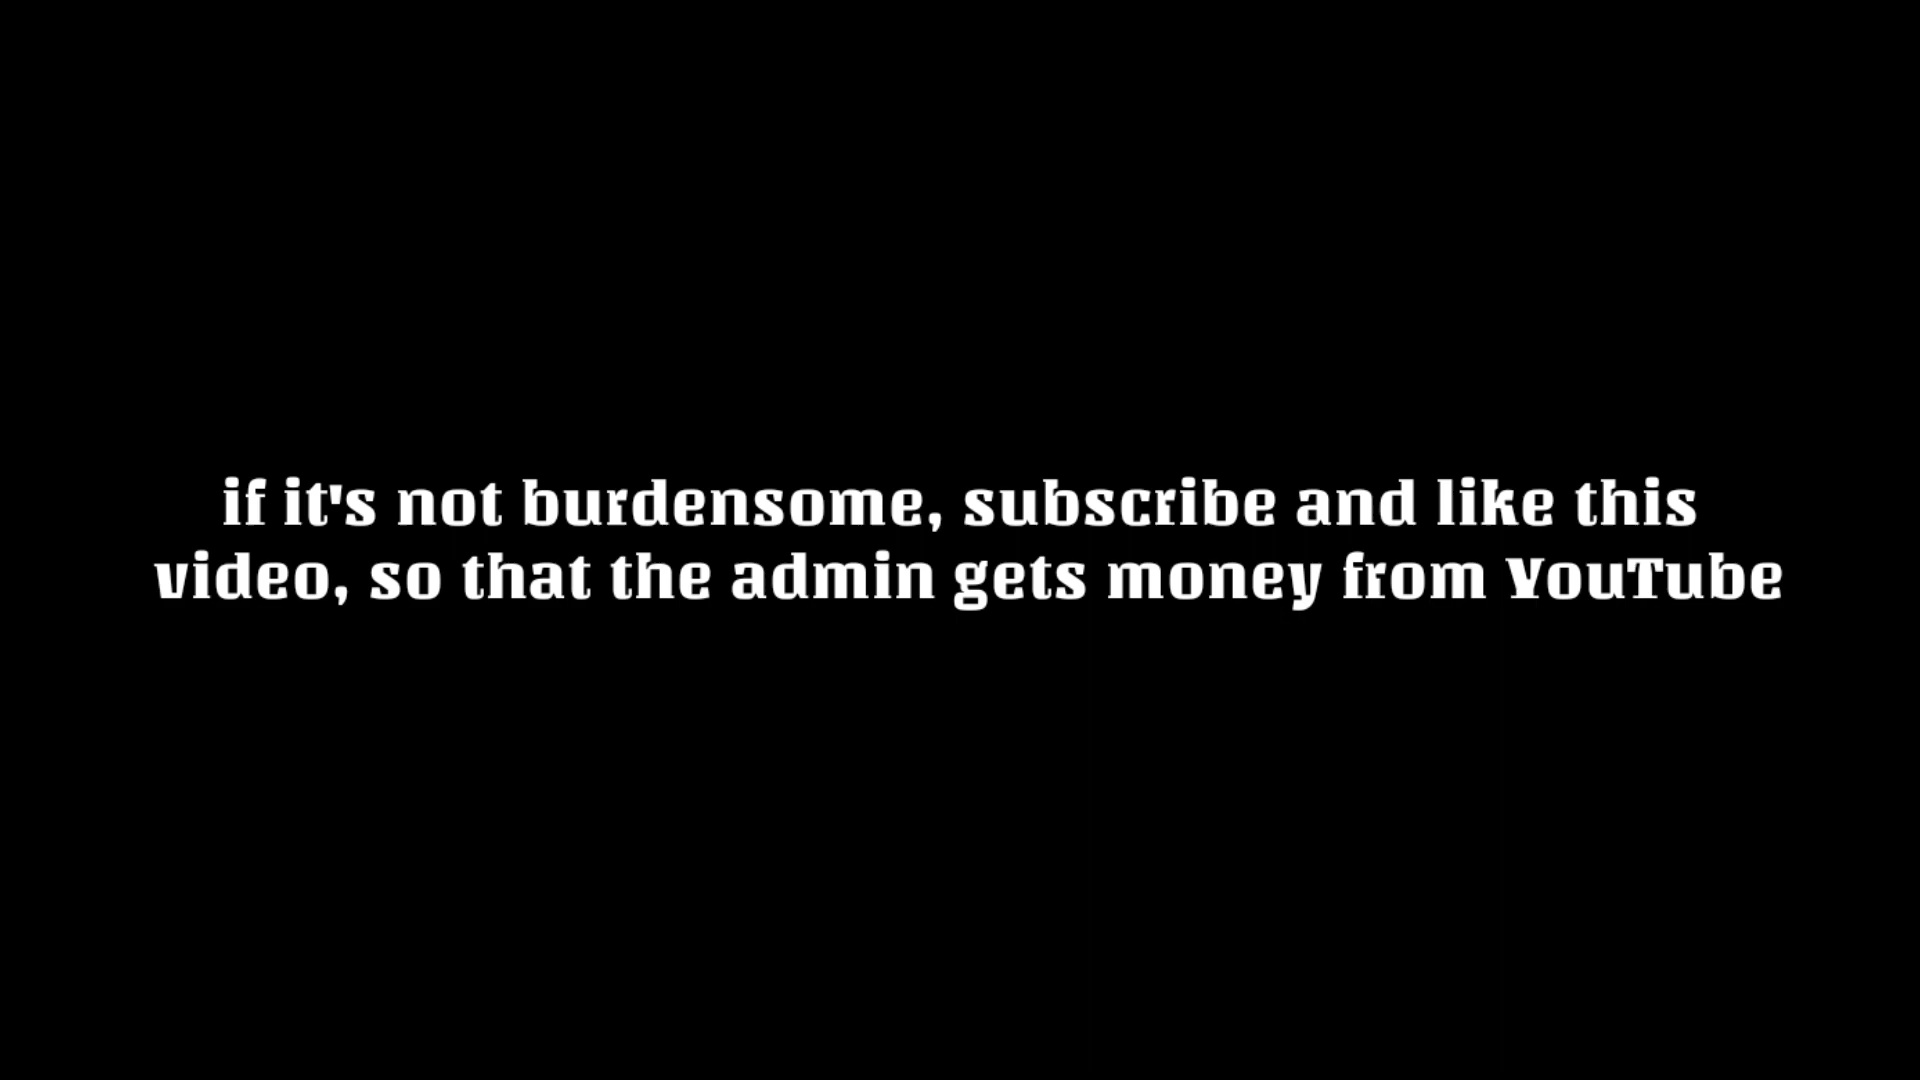 if it's not burdensome, subscribe and like this
video, so that the admin gets money from YouTube